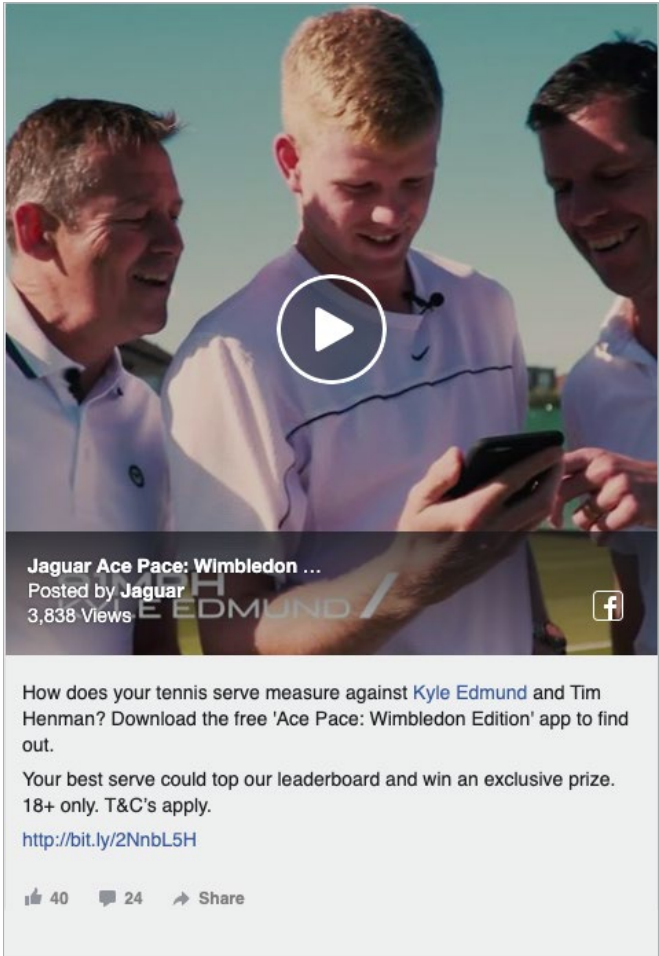 Jaguar Ace Pace: Wimbledon ...
Posted by Jaguar
3,838 Views
MPH
EDMUND
How does your tennis serve measure against Kyle Edmund and Tim
Henman? Download the free 'Ace Pace: Wimbledon Edition' app to find
out.
Your best serve could top our leaderboard and win an exclusive prize.
18+ only. T&C's apply.
http://bit.ly/2NnbL5H
40 24 Share